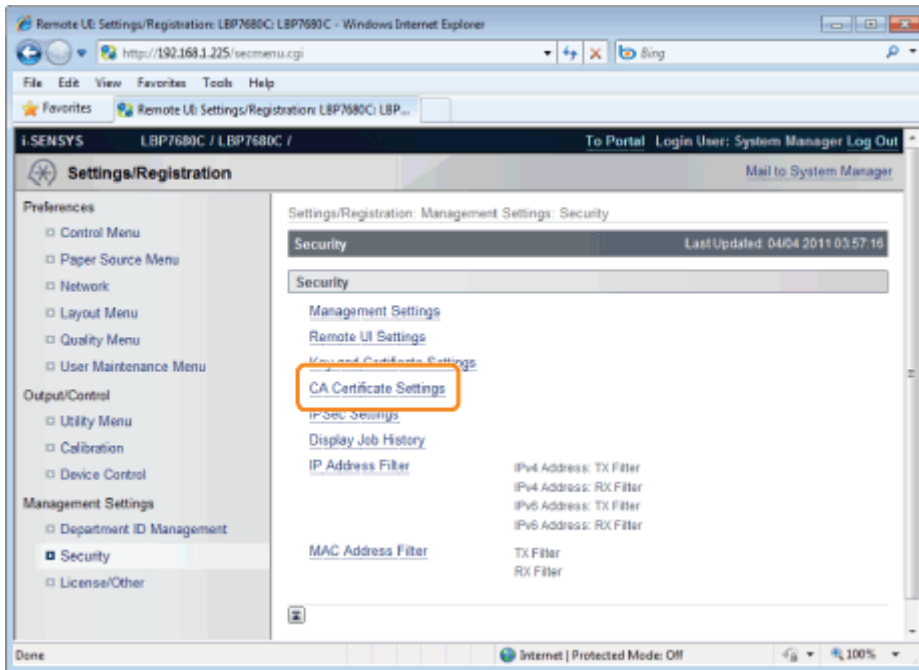 Remote UI: Settings/Registration: LBP7680C: LBP7680C - Windows Internet Explorer
http://192.168.1.225/secmenu.cgi
Bing
File Edit View Favorites Tools Help
Favorites Remote UI: Settings/Registration: LBP7680C: LBP...
i-SENSYS LBP7680C / LBP7680C / To Portal Login User: System Manager Log Out
Settings/Registration Mail to System Manager
Preferences
Control Menu
Paper Source Menu
Network
Layout Menu
Quality Menu
User Maintenance Menu
Output/Control
Utility Menu
Calibration
Device Control
Management Settings
Department ID Management
Security
License/Other
Settings/Registration: Management Settings: Security
Security Last Updated: 04/04 2011 03:57:16
Security
Management Settings
Remote UI Settings
Key and Certificate Settings
CA Certificate Settings
IPSec Settings
Display Job History
IP Address Filter IPv4 Address: TX Filter
IPv4 Address: RX Filter
IPv6 Address: TX Filter
IPv6 Address: RX Filter
MAC Address Filter TX Filter
RX Filter
Done Internet | Protected Mode: Off 100%